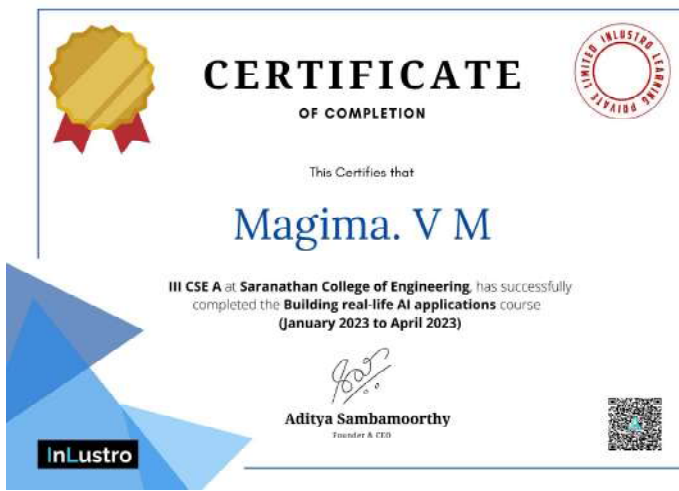 CERTIFICATE
OF COMPLETION
INLUSTRO LEARNING PRIVATE LIMITED
This Certifies that
Magima. V M
III CSE A at Saranathan College of Engineering, has successfully
completed the Building real-life AI applications course
(January 2023 to April 2023)
Aditya Sambamoorthy
Founder & CEO
InLustro